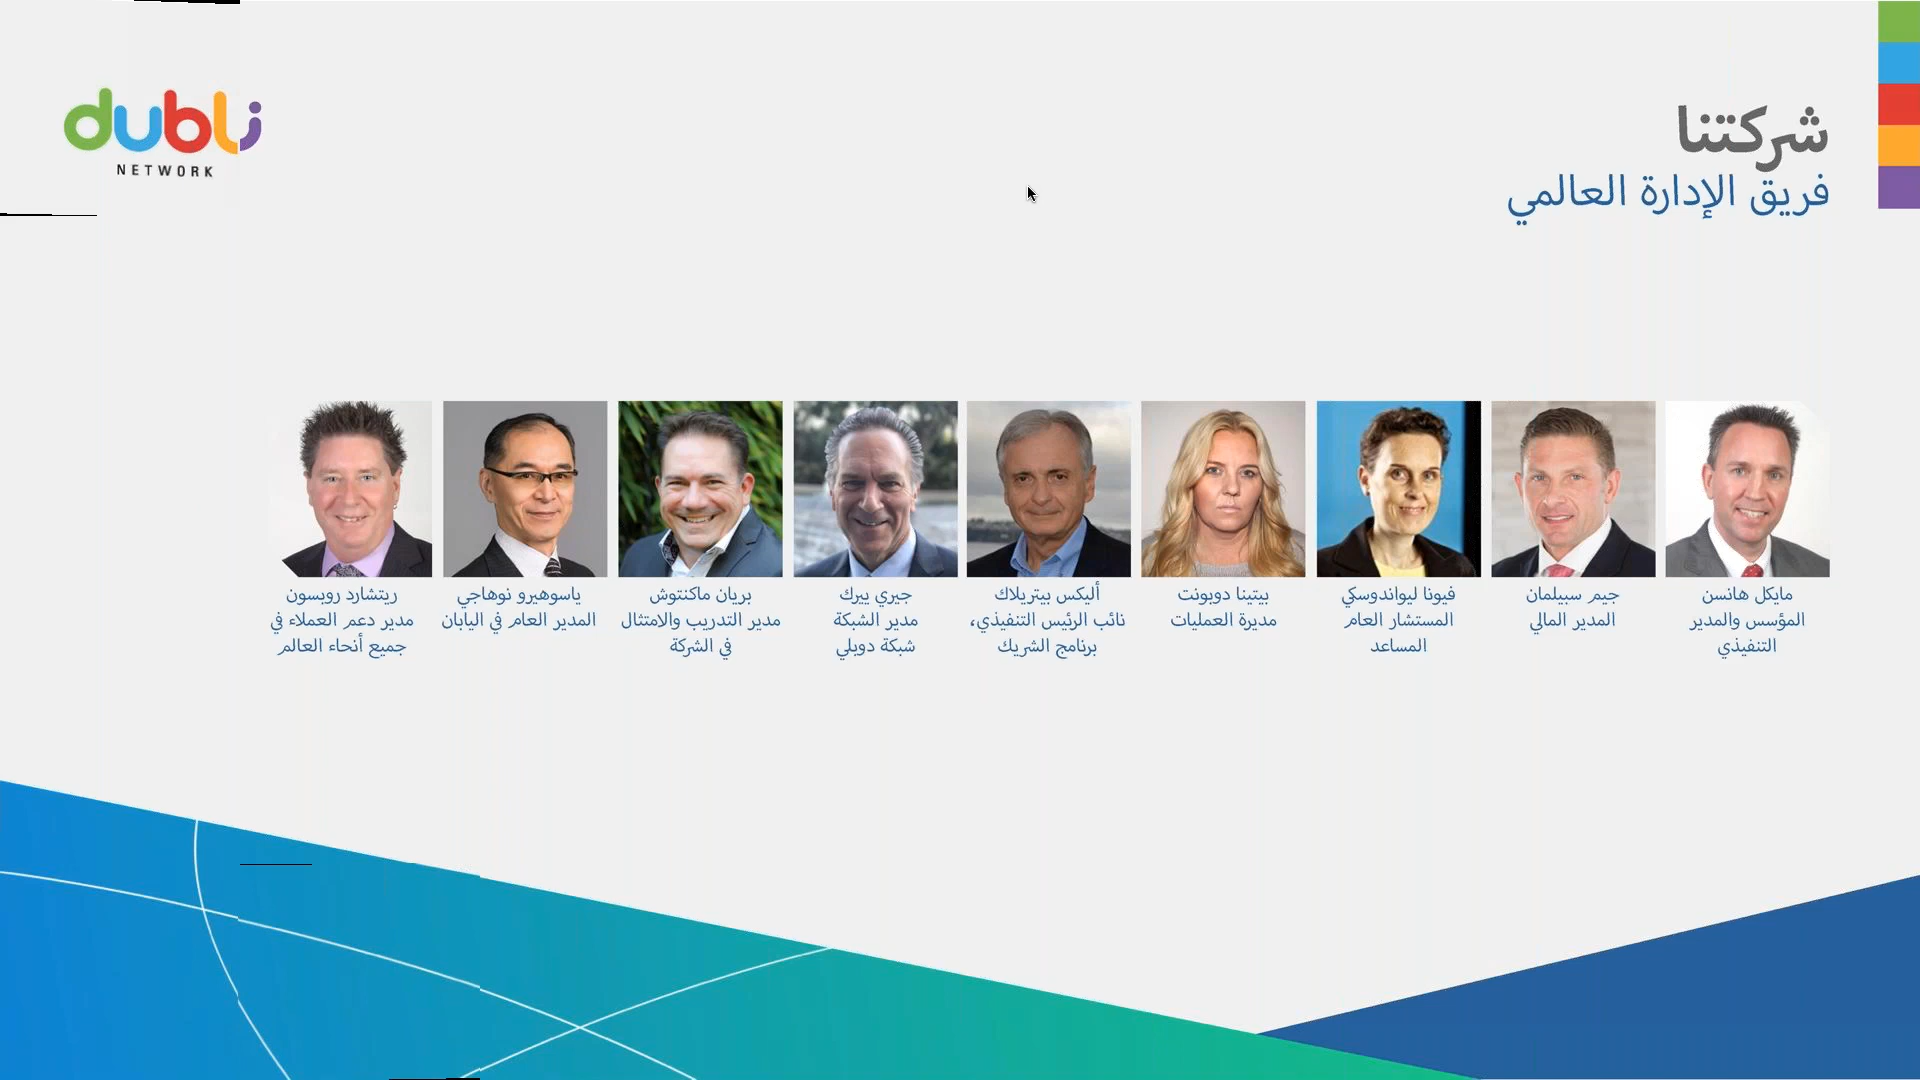 dubli
NETWORK
شركتنا
فريق الإدارة العالمي
مايكل هانسن
المؤسس والمدير
التنفيذي
جيم سبيلمان
المدير المالي
فيونا ليواندوسكي
المستشار العام
المساعد
بيتينا دوبونت
مديرة العمليات
أليكس بيتريلاك
نائب الرئيس التنفيذي،
برنامج الشريك
جيري ييرك
مدير الشبكة
شبكة دوبلي
بريان ماكنتوش
مدير التدريب والامتثال
في الشركة
ياسوهيرو نوهاجي
المدير العام في اليابان
ريتشارد روبسون
مدير دعم العملاء في
جميع أنحاء العالم